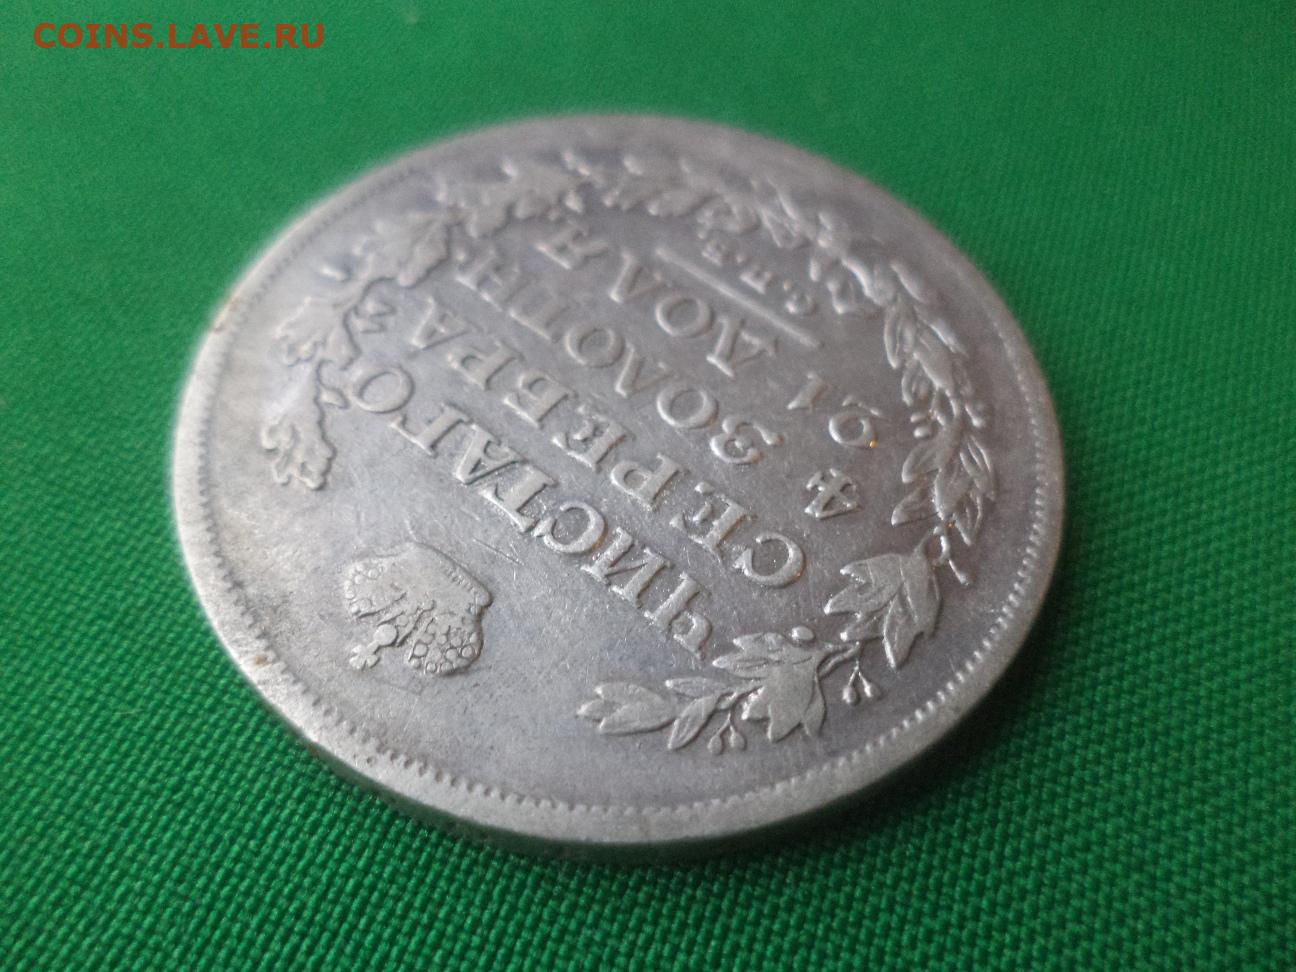 COINS.LAVE.RU
ЧИСТАГО
СЕРЕБРА
4 ЗОЛОТН.
21 ДОЛЯ
С.П.Б.